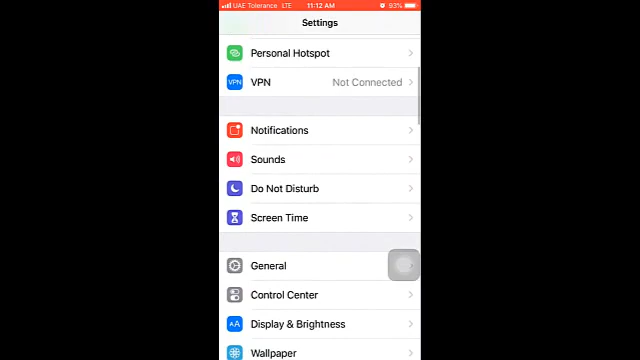 UAE Tolerance LTE 11:12 AM 93%
Settings
Personal Hotspot
VPN VPN Not Connected
Notifications
Sounds
Do Not Disturb
Screen Time
General
Control Center
AA Display & Brightness
Wallpaper